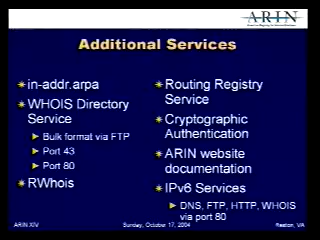 ARIN
Additional Services
in-addr.arpa
WHOIS Directory
Service
Bulk format via FTP
Port 43
Port 80
RWhois
Routing Registry
Service
Cryptographic
Authentication
ARIN website
documentation
IPv6 Services
DNS, FTP, HTTP, WHOIS
via port 80
ARIN XIV
Sunday, October 17, 2004
Reston, VA